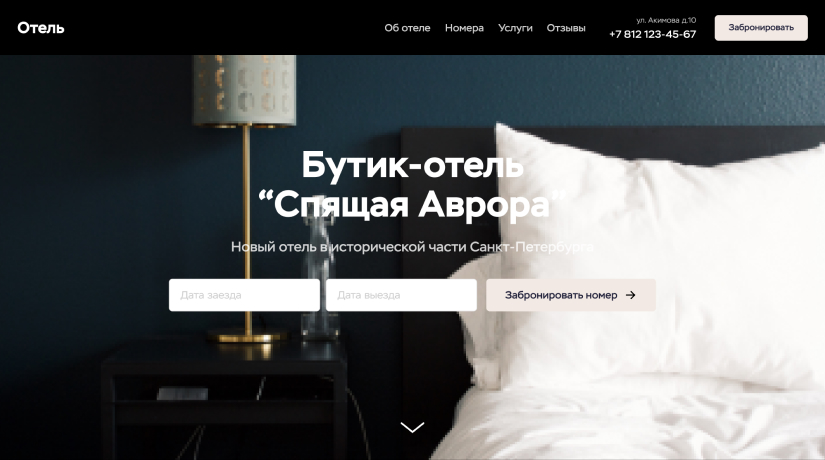 Отель
Об отеле
Номера
Услуги
Отзывы
ул. Акимова д.10
+7 812 123-45-67
Забронировать
Бутик-отель
“Спящая Аврора”
Новый отель в исторической части Санкт-Петербурга
Дата заезда
Дата выезда
Забронировать номер →